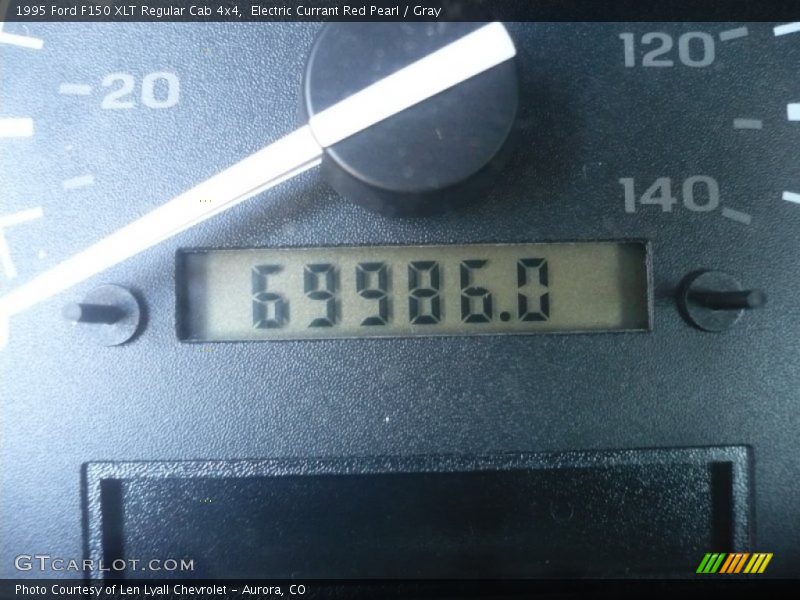 1995 Ford F150 XLT Regular Cab 4x4, Electric Currant Red Pearl / Gray
20
120
140
69986.0
GTCARLOT.COM
Photo Courtesy of Len Lyall Chevrolet – Aurora, CO